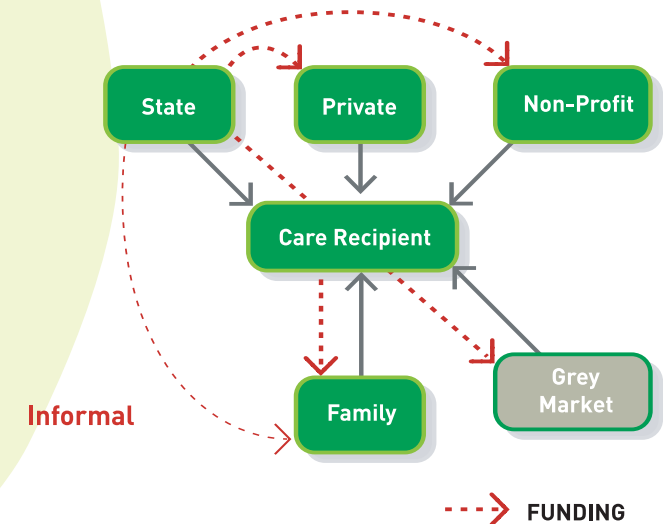 State
Private
Non-Profit
Care Recipient
Grey
Market
Family
Informal
FUNDING